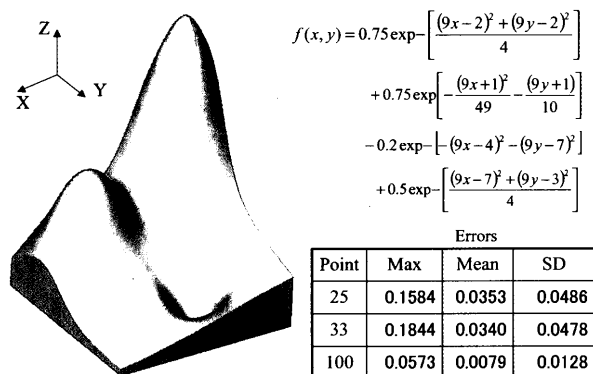 Z
X
Y
f(x, y) = 0.75 exp−[((9x−2)² + (9y−2)²)/4]
+ 0.75 exp[−(9x+1)²/49 − (9y+1)/10]
− 0.2 exp−⌊−(9x−4)² − (9y−7)²⌋
+ 0.5 exp−[((9x−7)² + (9y−3)²)/4]
Errors
Point Max Mean SD
25 0.1584 0.0353 0.0486
33 0.1844 0.0340 0.0478
100 0.0573 0.0079 0.0128